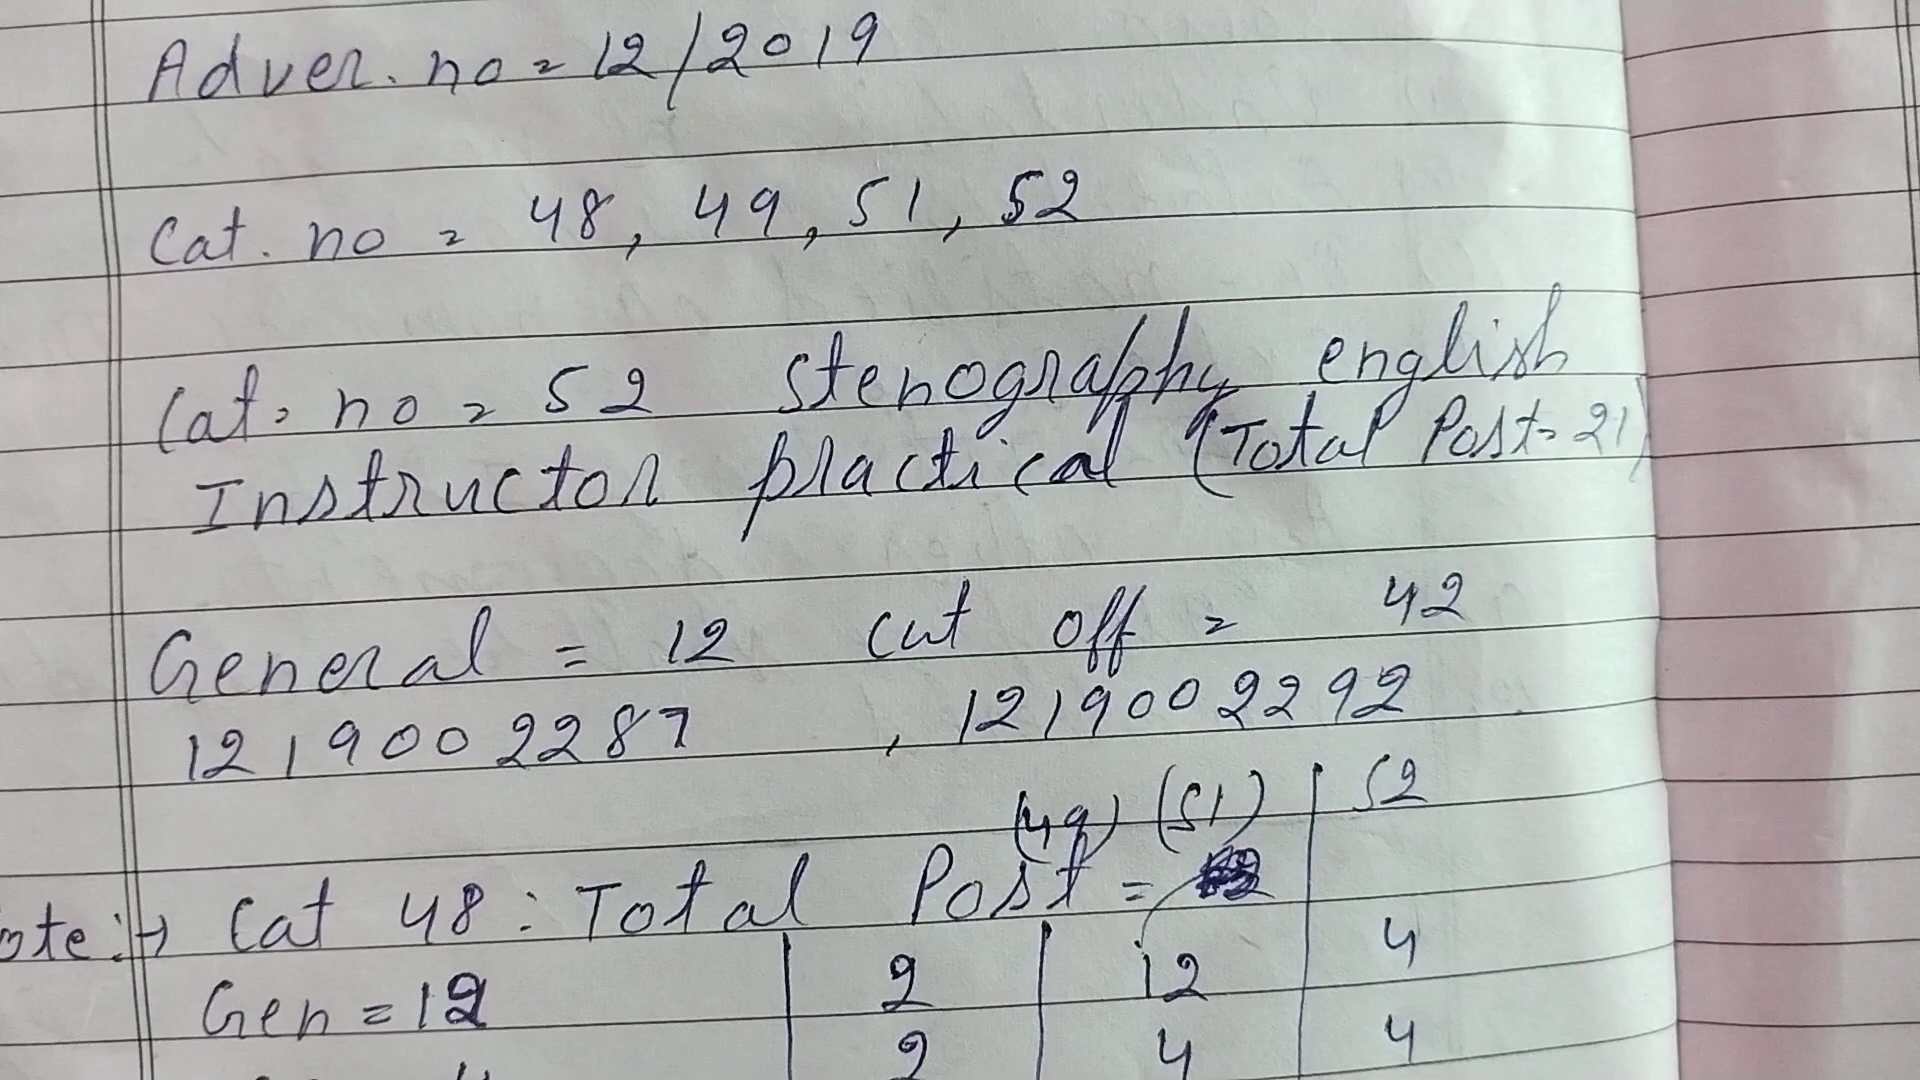 Adver. no = 12/2019
Cat. no = 48, 49, 51, 52
Cat. no = 52 stenography english
Instructor practical (Total Post = 21)
General = 12 cut off = 42
1219002287 , 1219002292
(49) (51) | 52
ote :→ Cat 48 : Total Post =
Gen = 12 | 2 | 12 | 4
2 | 4 | 4